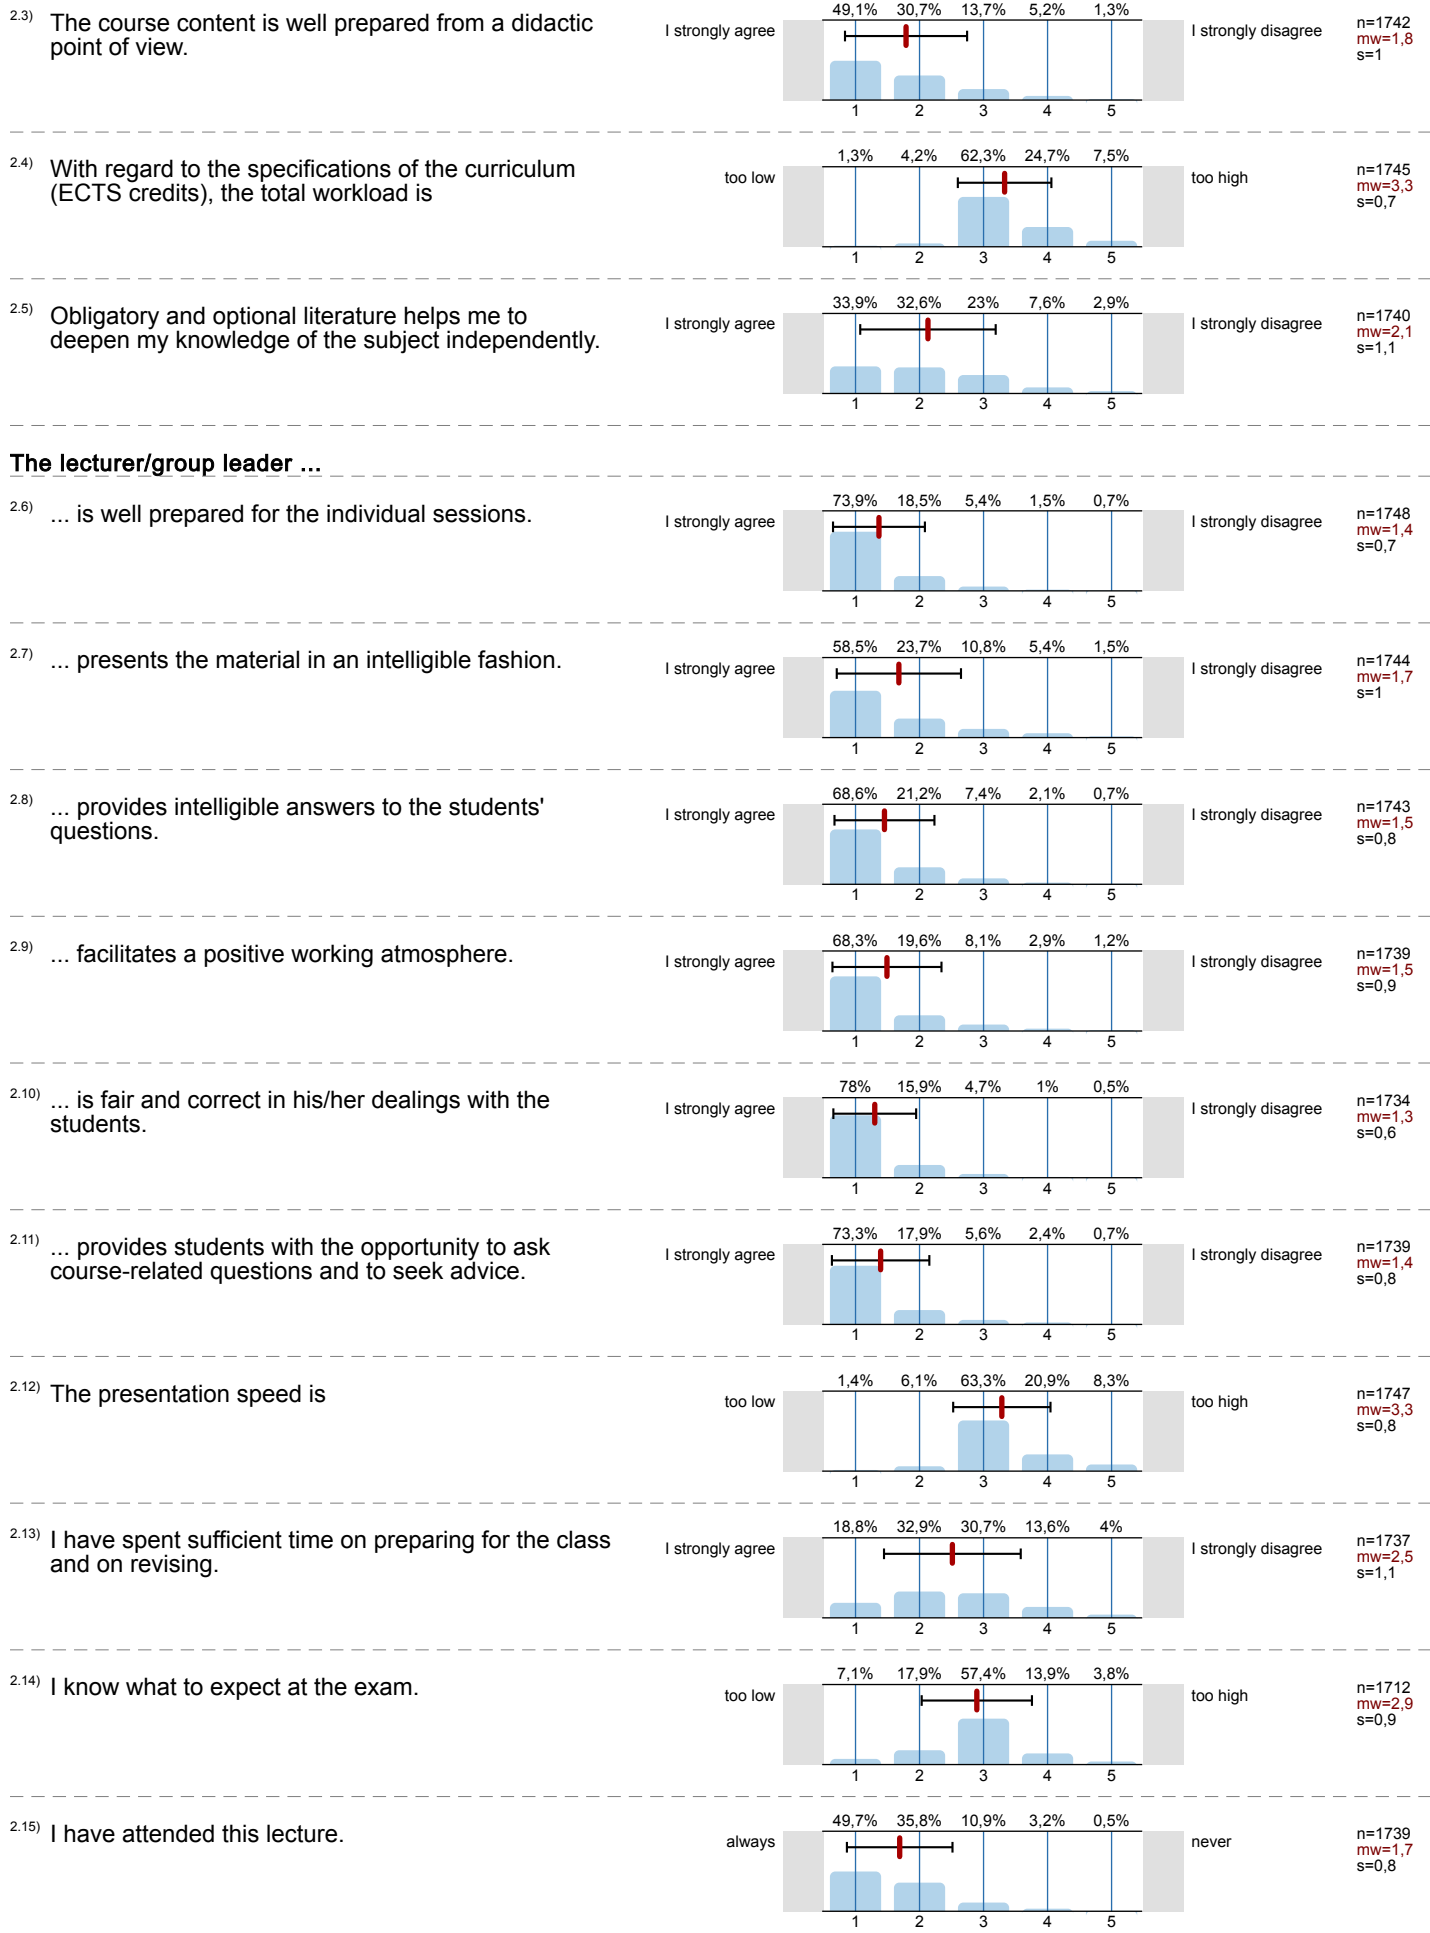 2.3) The course content is well prepared from a didactic
point of view.
49,1% 30,7% 13,7% 5,2% 1,3%
I strongly agree I strongly disagree
n=1742
mw=1,8
s=1
1 2 3 4 5
2.4) With regard to the specifications of the curriculum
(ECTS credits), the total workload is
1,3% 4,2% 62,3% 24,7% 7,5%
too low too high
n=1745
mw=3,3
s=0,7
1 2 3 4 5
2.5) Obligatory and optional literature helps me to
deepen my knowledge of the subject independently.
33,9% 32,6% 23% 7,6% 2,9%
I strongly agree I strongly disagree
n=1740
mw=2,1
s=1,1
1 2 3 4 5
The lecturer/group leader ...
2.6) ... is well prepared for the individual sessions.
73,9% 18,5% 5,4% 1,5% 0,7%
I strongly agree I strongly disagree
n=1748
mw=1,4
s=0,7
1 2 3 4 5
2.7) ... presents the material in an intelligible fashion.
58,5% 23,7% 10,8% 5,4% 1,5%
I strongly agree I strongly disagree
n=1744
mw=1,7
s=1
1 2 3 4 5
2.8) ... provides intelligible answers to the students'
questions.
68,6% 21,2% 7,4% 2,1% 0,7%
I strongly agree I strongly disagree
n=1743
mw=1,5
s=0,8
1 2 3 4 5
2.9) ... facilitates a positive working atmosphere.
68,3% 19,6% 8,1% 2,9% 1,2%
I strongly agree I strongly disagree
n=1739
mw=1,5
s=0,9
1 2 3 4 5
2.10) ... is fair and correct in his/her dealings with the
students.
78% 15,9% 4,7% 1% 0,5%
I strongly agree I strongly disagree
n=1734
mw=1,3
s=0,6
1 2 3 4 5
2.11) ... provides students with the opportunity to ask
course-related questions and to seek advice.
73,3% 17,9% 5,6% 2,4% 0,7%
I strongly agree I strongly disagree
n=1739
mw=1,4
s=0,8
1 2 3 4 5
2.12) The presentation speed is
1,4% 6,1% 63,3% 20,9% 8,3%
too low too high
n=1747
mw=3,3
s=0,8
1 2 3 4 5
2.13) I have spent sufficient time on preparing for the class
and on revising.
18,8% 32,9% 30,7% 13,6% 4%
I strongly agree I strongly disagree
n=1737
mw=2,5
s=1,1
1 2 3 4 5
2.14) I know what to expect at the exam.
7,1% 17,9% 57,4% 13,9% 3,8%
too low too high
n=1712
mw=2,9
s=0,9
1 2 3 4 5
2.15) I have attended this lecture.
49,7% 35,8% 10,9% 3,2% 0,5%
always never
n=1739
mw=1,7
s=0,8
1 2 3 4 5